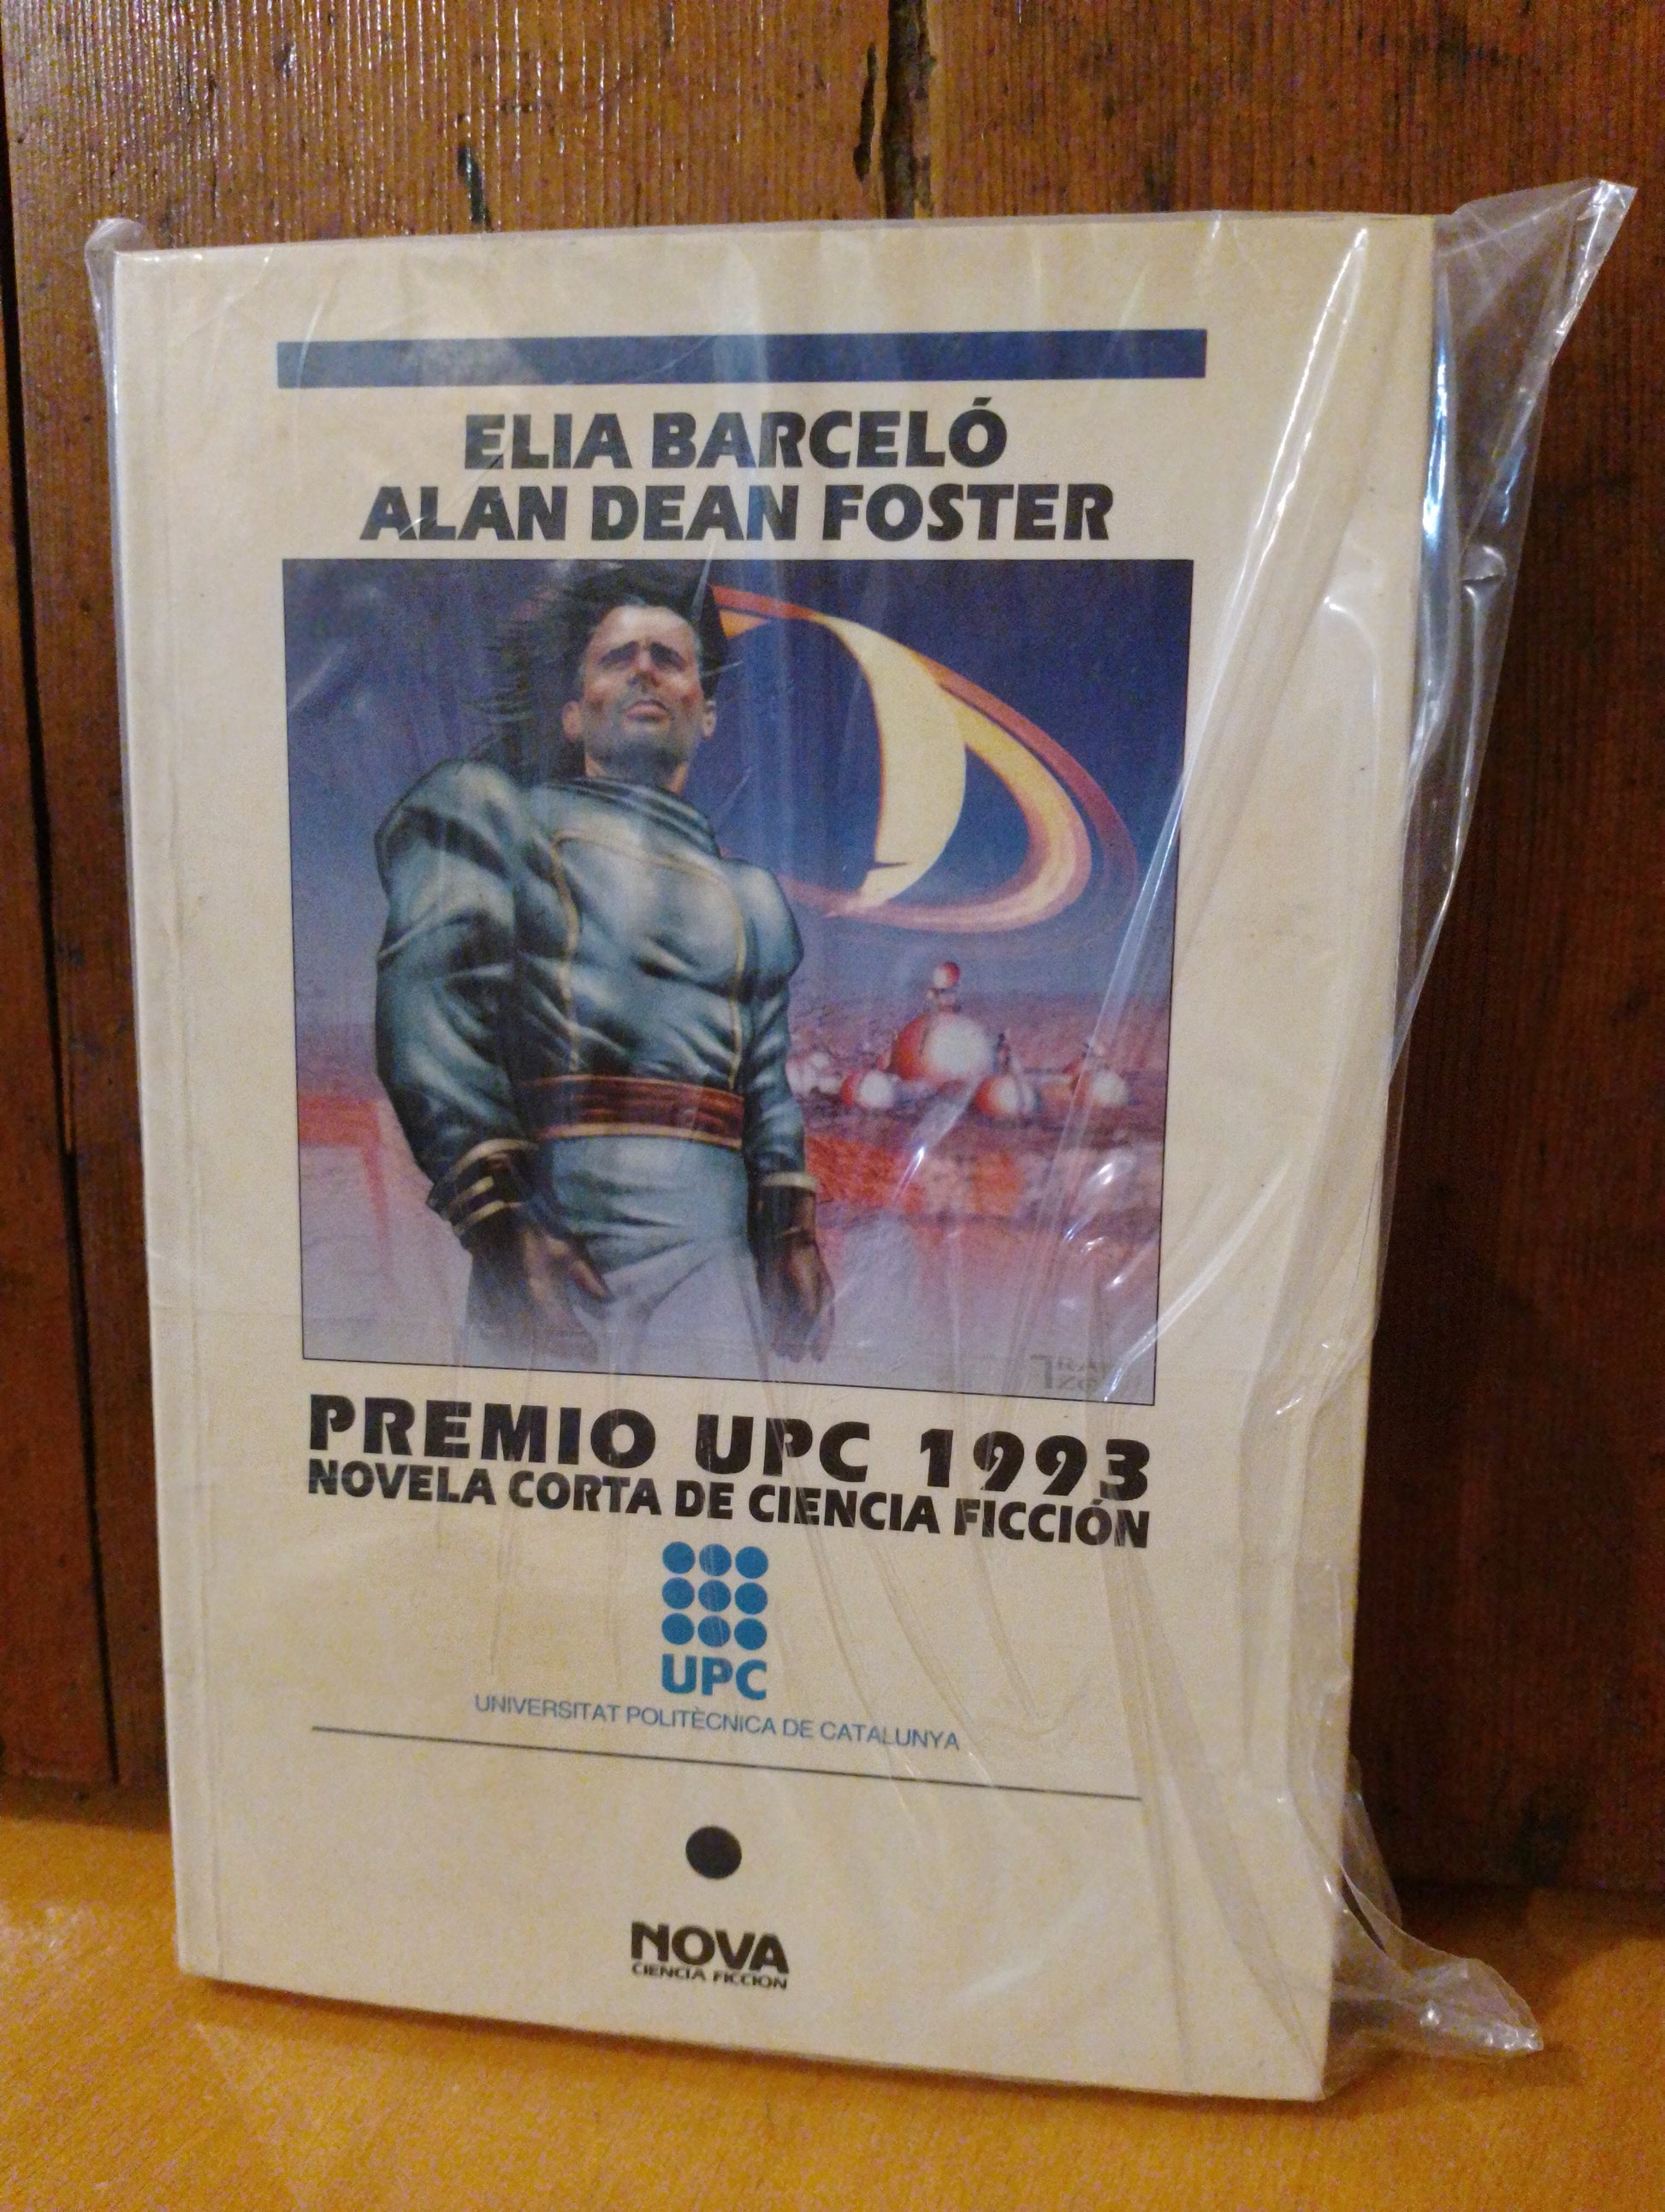 ELIA BARCELÓ
ALAN DEAN FOSTER
PREMIO UPC 1993
NOVELA CORTA DE CIENCIA FICCIÓN
UPC
UNIVERSITAT POLITÈCNICA DE CATALUNYA
NOVA
CIENCIA FICCION